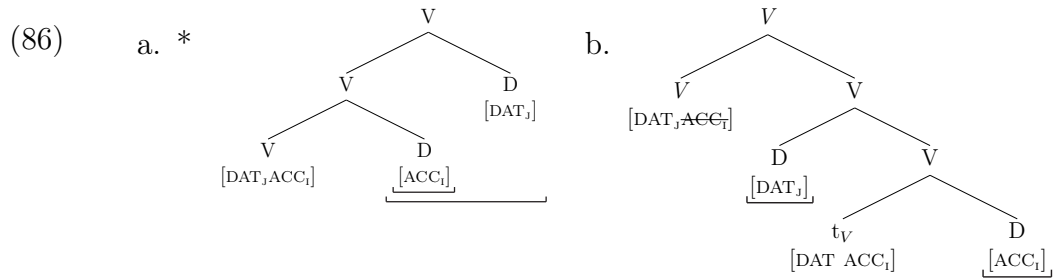 (86) a. * V b. V
V D V V
[DAT_J]
V D [DAT_J ~~ACC_I~~] D V
[DAT_J ACC_I] [ACC_I] [DAT_J]
t_V D
[DAT ACC_I] [ACC_I]